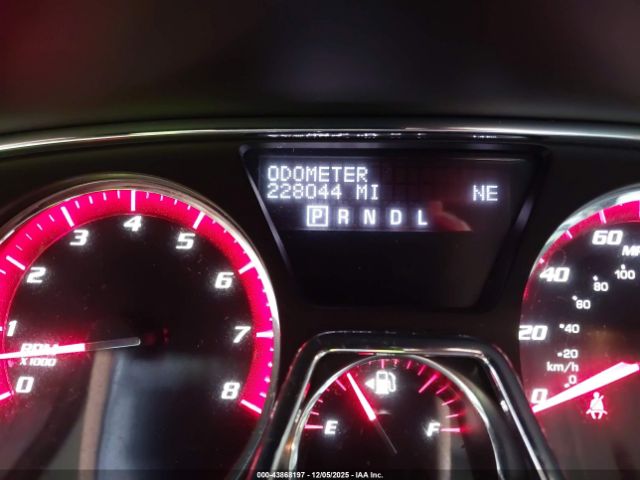 ODOMETER
228044 MI NE
P R N D L
0 1 2 3 4 5 6 7 8
RPM
X1000
E F
0 20 40 60
0 20 40 60 80 100
km/h
000-43868197 - 12/05/2025 - IAA Inc.